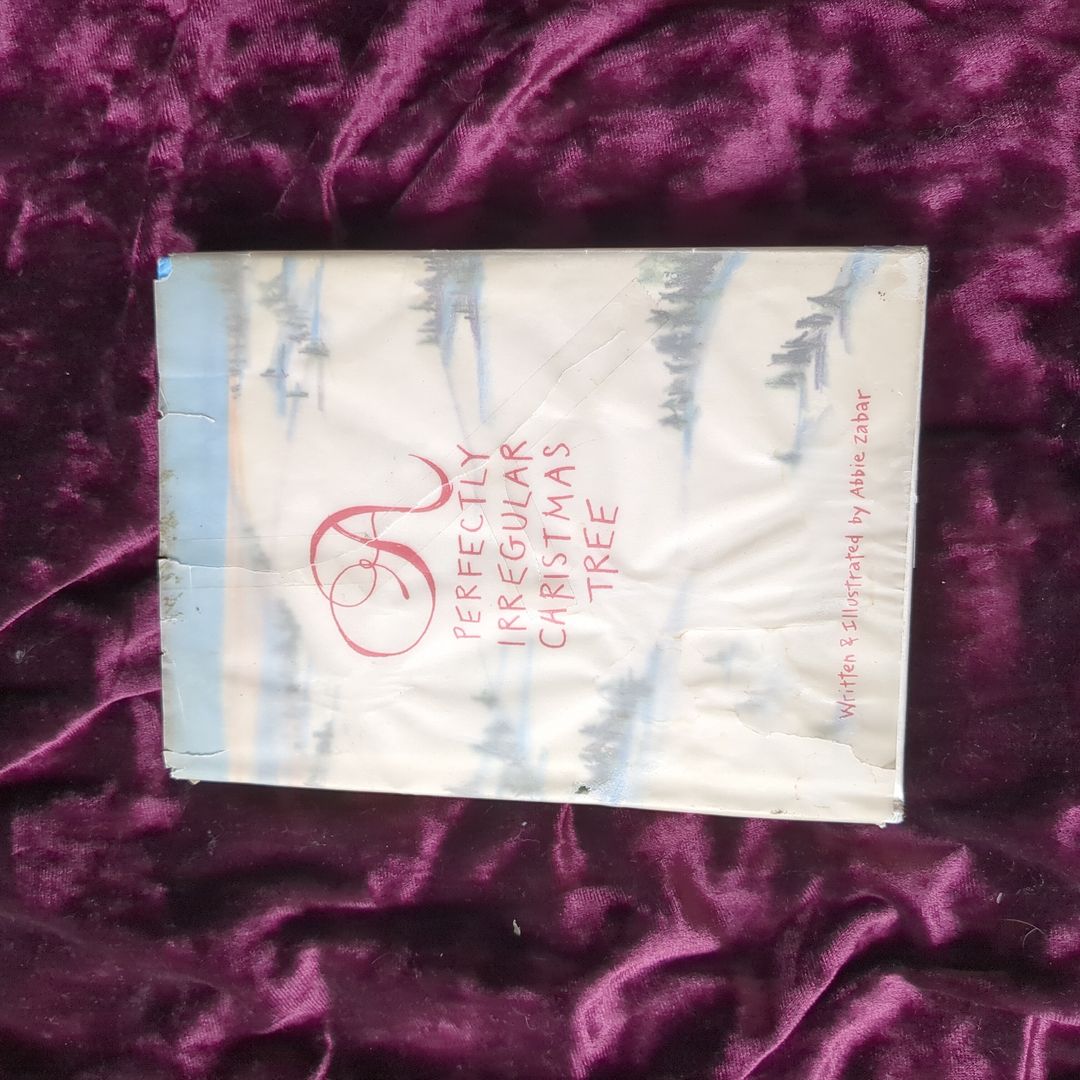 A
PERFECTLY
IRREGULAR
CHRISTMAS
TREE
Written & Illustrated by Abbie Zabar